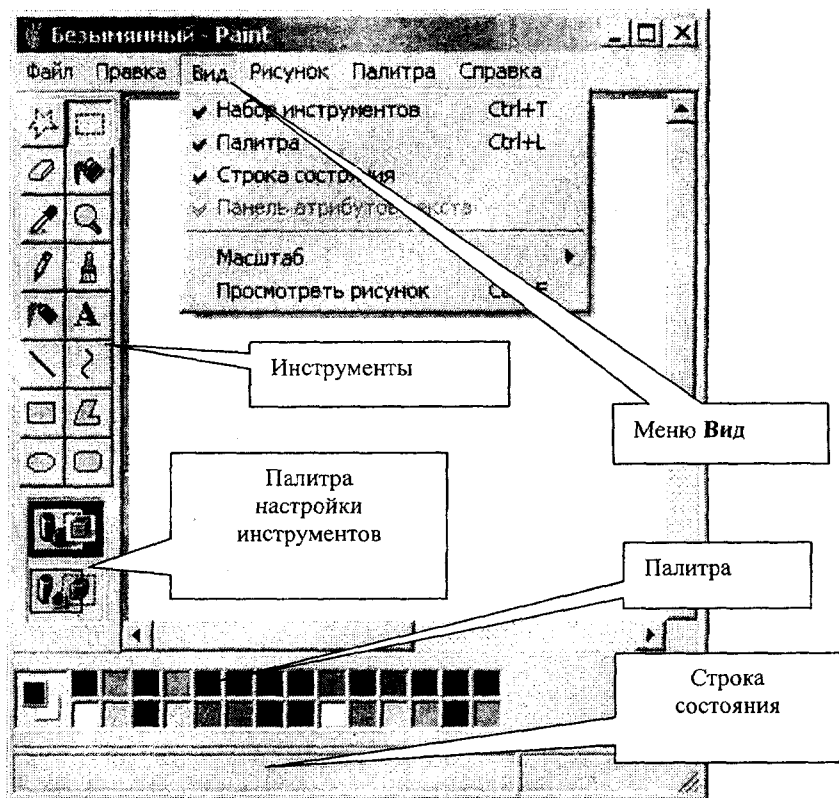 Безымянный - Paint
Файл Правка Вид Рисунок Палитра Справка
Набор инструментов Ctrl+T
Палитра Ctrl+L
Строка состояния
Панель атрибутов текста
Масштаб
Просмотреть рисунок
A
Инструменты
Меню Вид
Палитра
настройки
инструментов
Палитра
Строка
состояния